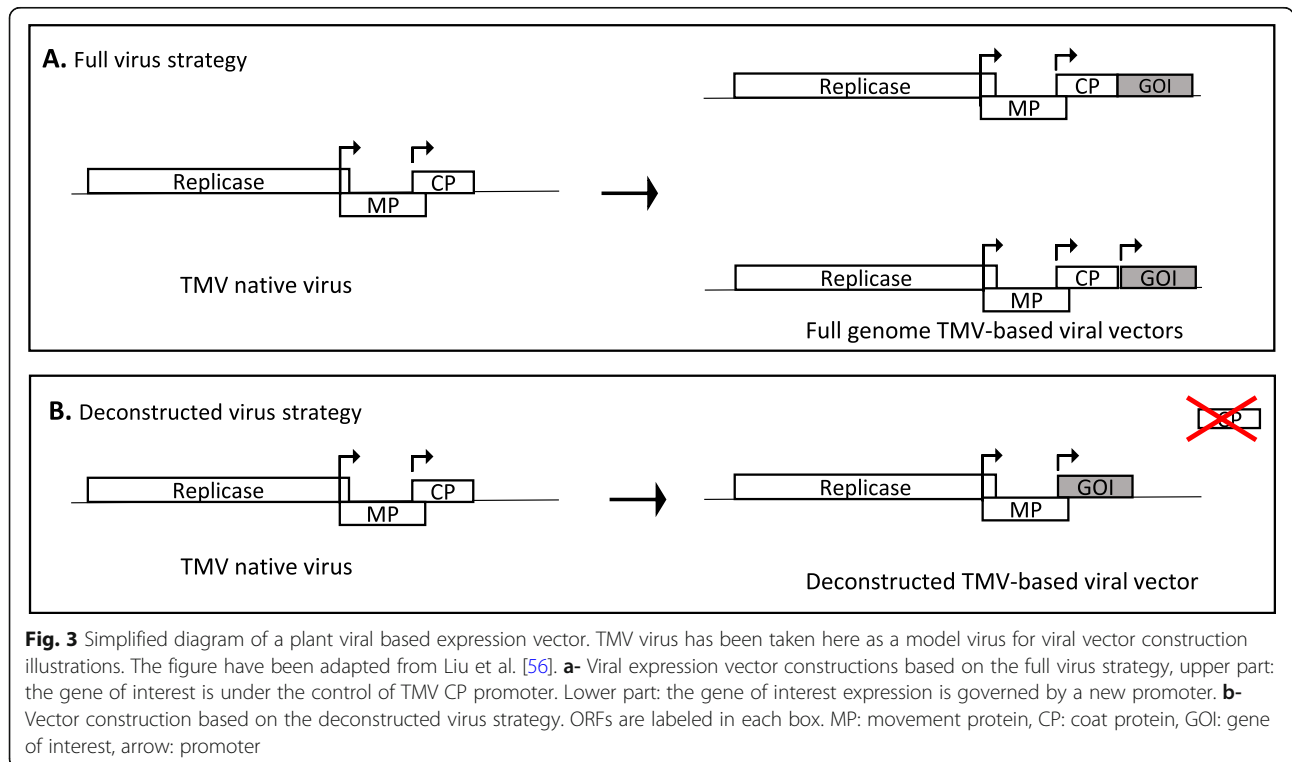 A. Full virus strategy
Replicase
MP
CP
TMV native virus
Replicase
MP
CP
GOI
Replicase
MP
CP
GOI
Full genome TMV-based viral vectors
B. Deconstructed virus strategy
Replicase
MP
CP
TMV native virus
CP
Replicase
MP
GOI
Deconstructed TMV-based viral vector
Fig. 3 Simplified diagram of a plant viral based expression vector. TMV virus has been taken here as a model virus for viral vector construction
illustrations. The figure have been adapted from Liu et al. [56]. a- Viral expression vector constructions based on the full virus strategy, upper part:
the gene of interest is under the control of TMV CP promoter. Lower part: the gene of interest expression is governed by a new promoter. b-
Vector construction based on the deconstructed virus strategy. ORFs are labeled in each box. MP: movement protein, CP: coat protein, GOI: gene
of interest, arrow: promoter